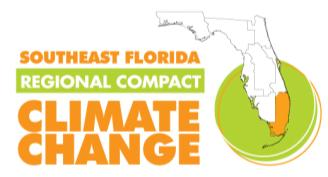 SOUTHEAST FLORIDA
REGIONAL COMPACT
CLIMATE
CHANGE